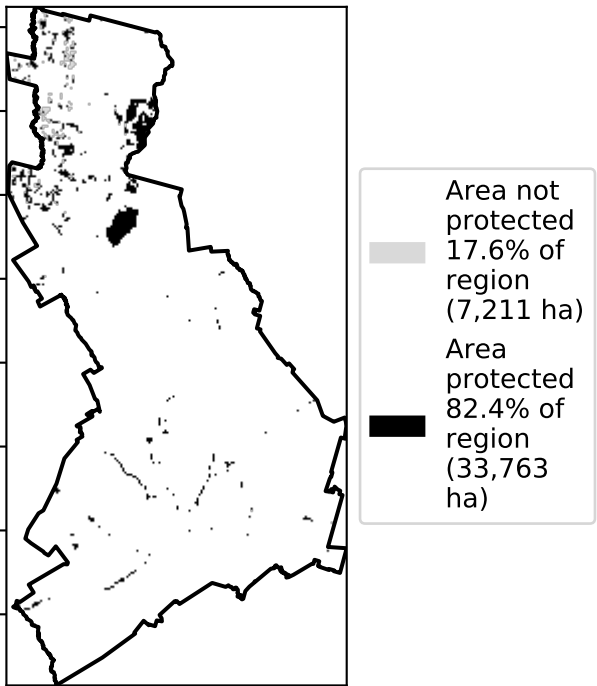 Area not
protected
17.6% of
region
(7,211 ha)
Area
protected
82.4% of
region
(33,763
ha)